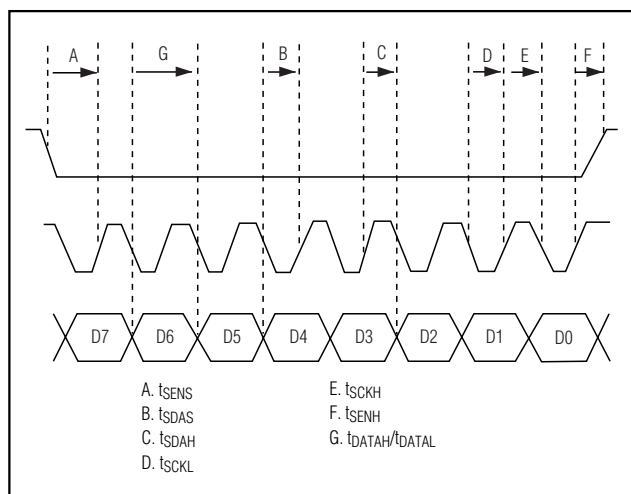 A G B C D E F
D7 D6 D5 D4 D3 D2 D1 D0
A. tSENS
B. tSDAS
C. tSDAH
D. tSCKL
E. tSCKH
F. tSENH
G. tDATAH/tDATAL